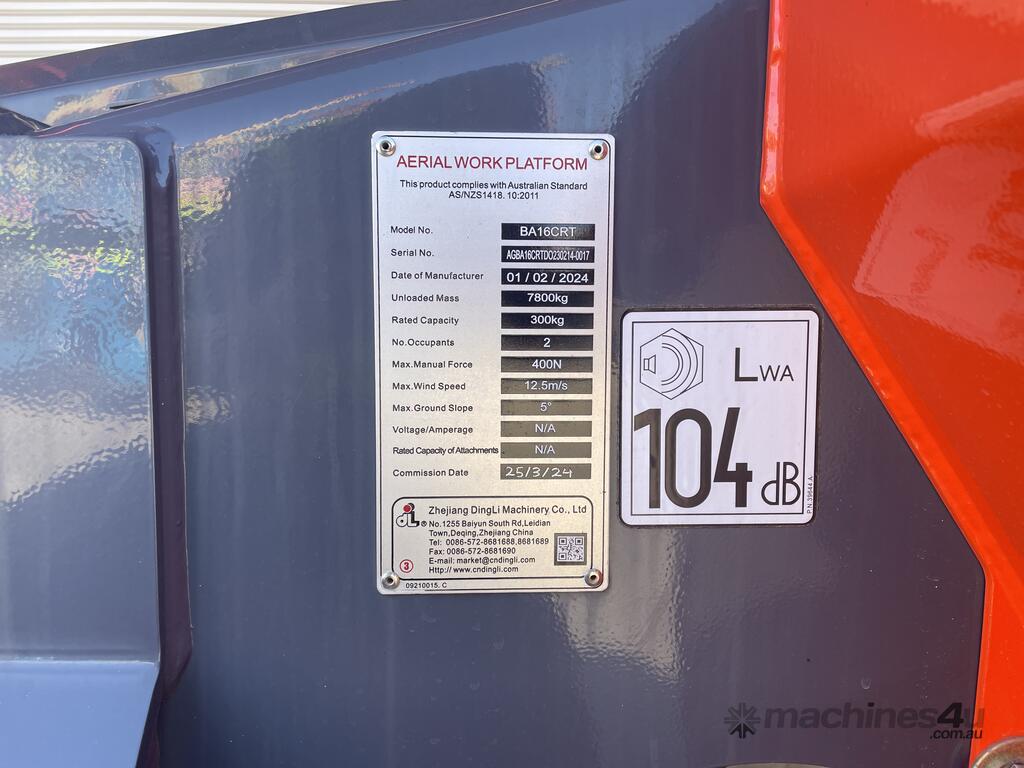 AERIAL WORK PLATFORM
This product complies with Australian Standard
AS/NZS1418. 10:2011
Model No. BA16CRT
Serial No. AGBA16CRTDO230214-0017
Date of Manufacturer 01 / 02 / 2024
Unloaded Mass 7800kg
Rated Capacity 300kg
No.Occupants 2
Max.Manual Force 400N
Max.Wind Speed 12.5m/s
Max.Ground Slope 5°
Voltage/Amperage N/A
Rated Capacity of Attachments N/A
Commission Date 25/3/24
Zhejiang DingLi Machinery Co., Ltd
® No.1255 Baiyun South Rd,Leidian
Town,Deqing,Zhejiang China
Tel: 0086-572-8681688,8681689
Fax: 0086-572-8681690
E-mail: market@cndingli.com
Http:// www.cndingli.com
3
09210015. C
LWA
104 dB
P.N.39644.A
machines4u
.com.au